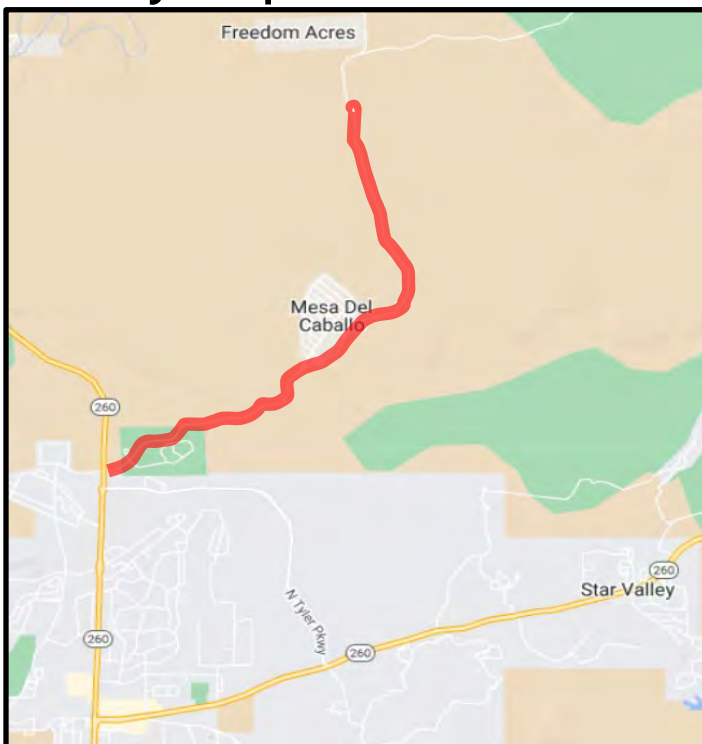 Freedom Acres
Mesa Del
Caballo
260
260
Star Valley
N Tyler Pkwy
260
260